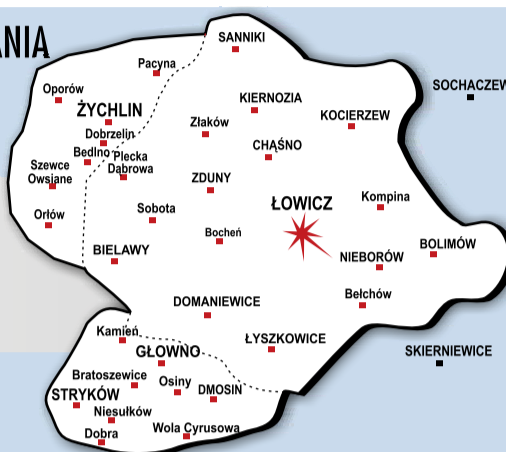 ANIA
SANNIKI
Pacyna
SOCHACZEW
Oporów
KIERNOZIA
ŻYCHLIN
KOCIERZEW
Złaków
Dobrzelin
CHĄŚNO
Bedlno
Plecka
Dąbrowa
Szewce
Owsiane
ZDUNY
ŁOWICZ
Kompina
Orłów
Sobota
Bocheń
BOLIMÓW
BIELAWY
NIEBORÓW
Bełchów
DOMANIEWICE
Kamień
ŁYSZKOWICE
GŁOWNO
SKIERNIEWICE
Bratoszewice
Osiny
DMOSIN
STRYKÓW
Niesułków
Wola Cyrusowa
Dobra